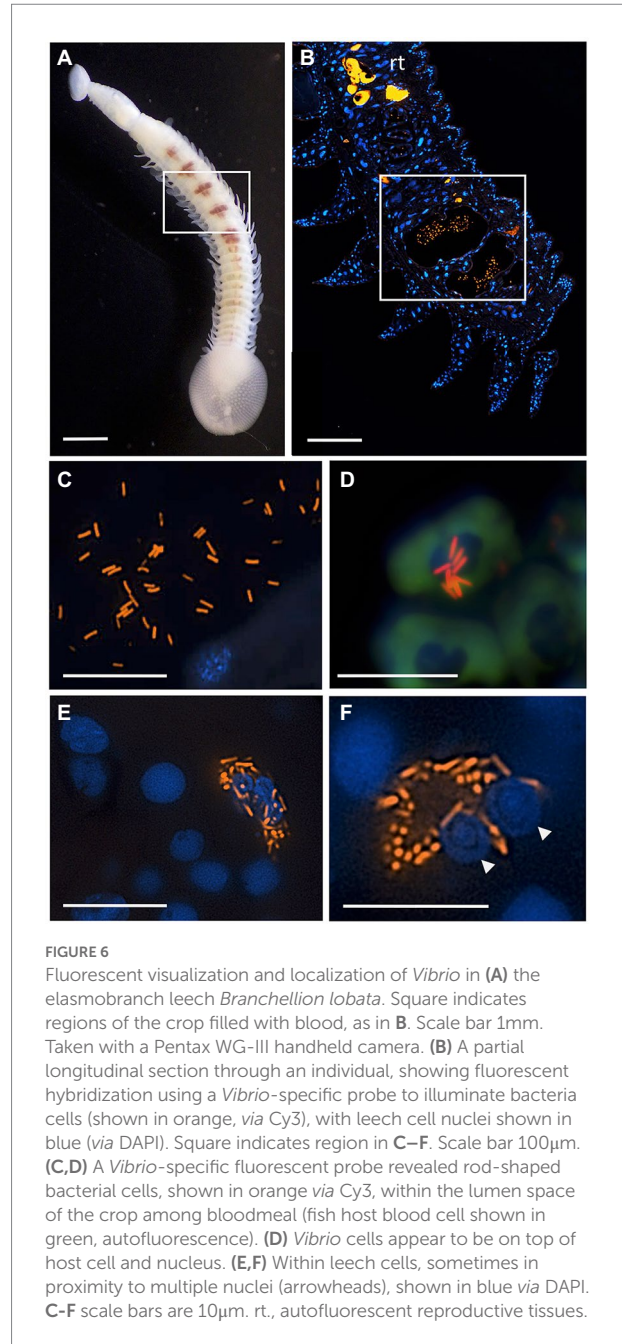 A
B
rt
C
D
E
F
FIGURE 6
Fluorescent visualization and localization of Vibrio in (A) the
elasmobranch leech Branchellion lobata. Square indicates
regions of the crop filled with blood, as in B. Scale bar 1mm.
Taken with a Pentax WG-III handheld camera. (B) A partial
longitudinal section through an individual, showing fluorescent
hybridization using a Vibrio-specific probe to illuminate bacteria
cells (shown in orange, via Cy3), with leech cell nuclei shown in
blue (via DAPI). Square indicates region in C–F. Scale bar 100μm.
(C,D) A Vibrio-specific fluorescent probe revealed rod-shaped
bacterial cells, shown in orange via Cy3, within the lumen space
of the crop among bloodmeal (fish host blood cell shown in
green, autofluorescence). (D) Vibrio cells appear to be on top of
host cell and nucleus. (E,F) Within leech cells, sometimes in
proximity to multiple nuclei (arrowheads), shown in blue via DAPI.
C-F scale bars are 10μm. rt., autofluorescent reproductive tissues.